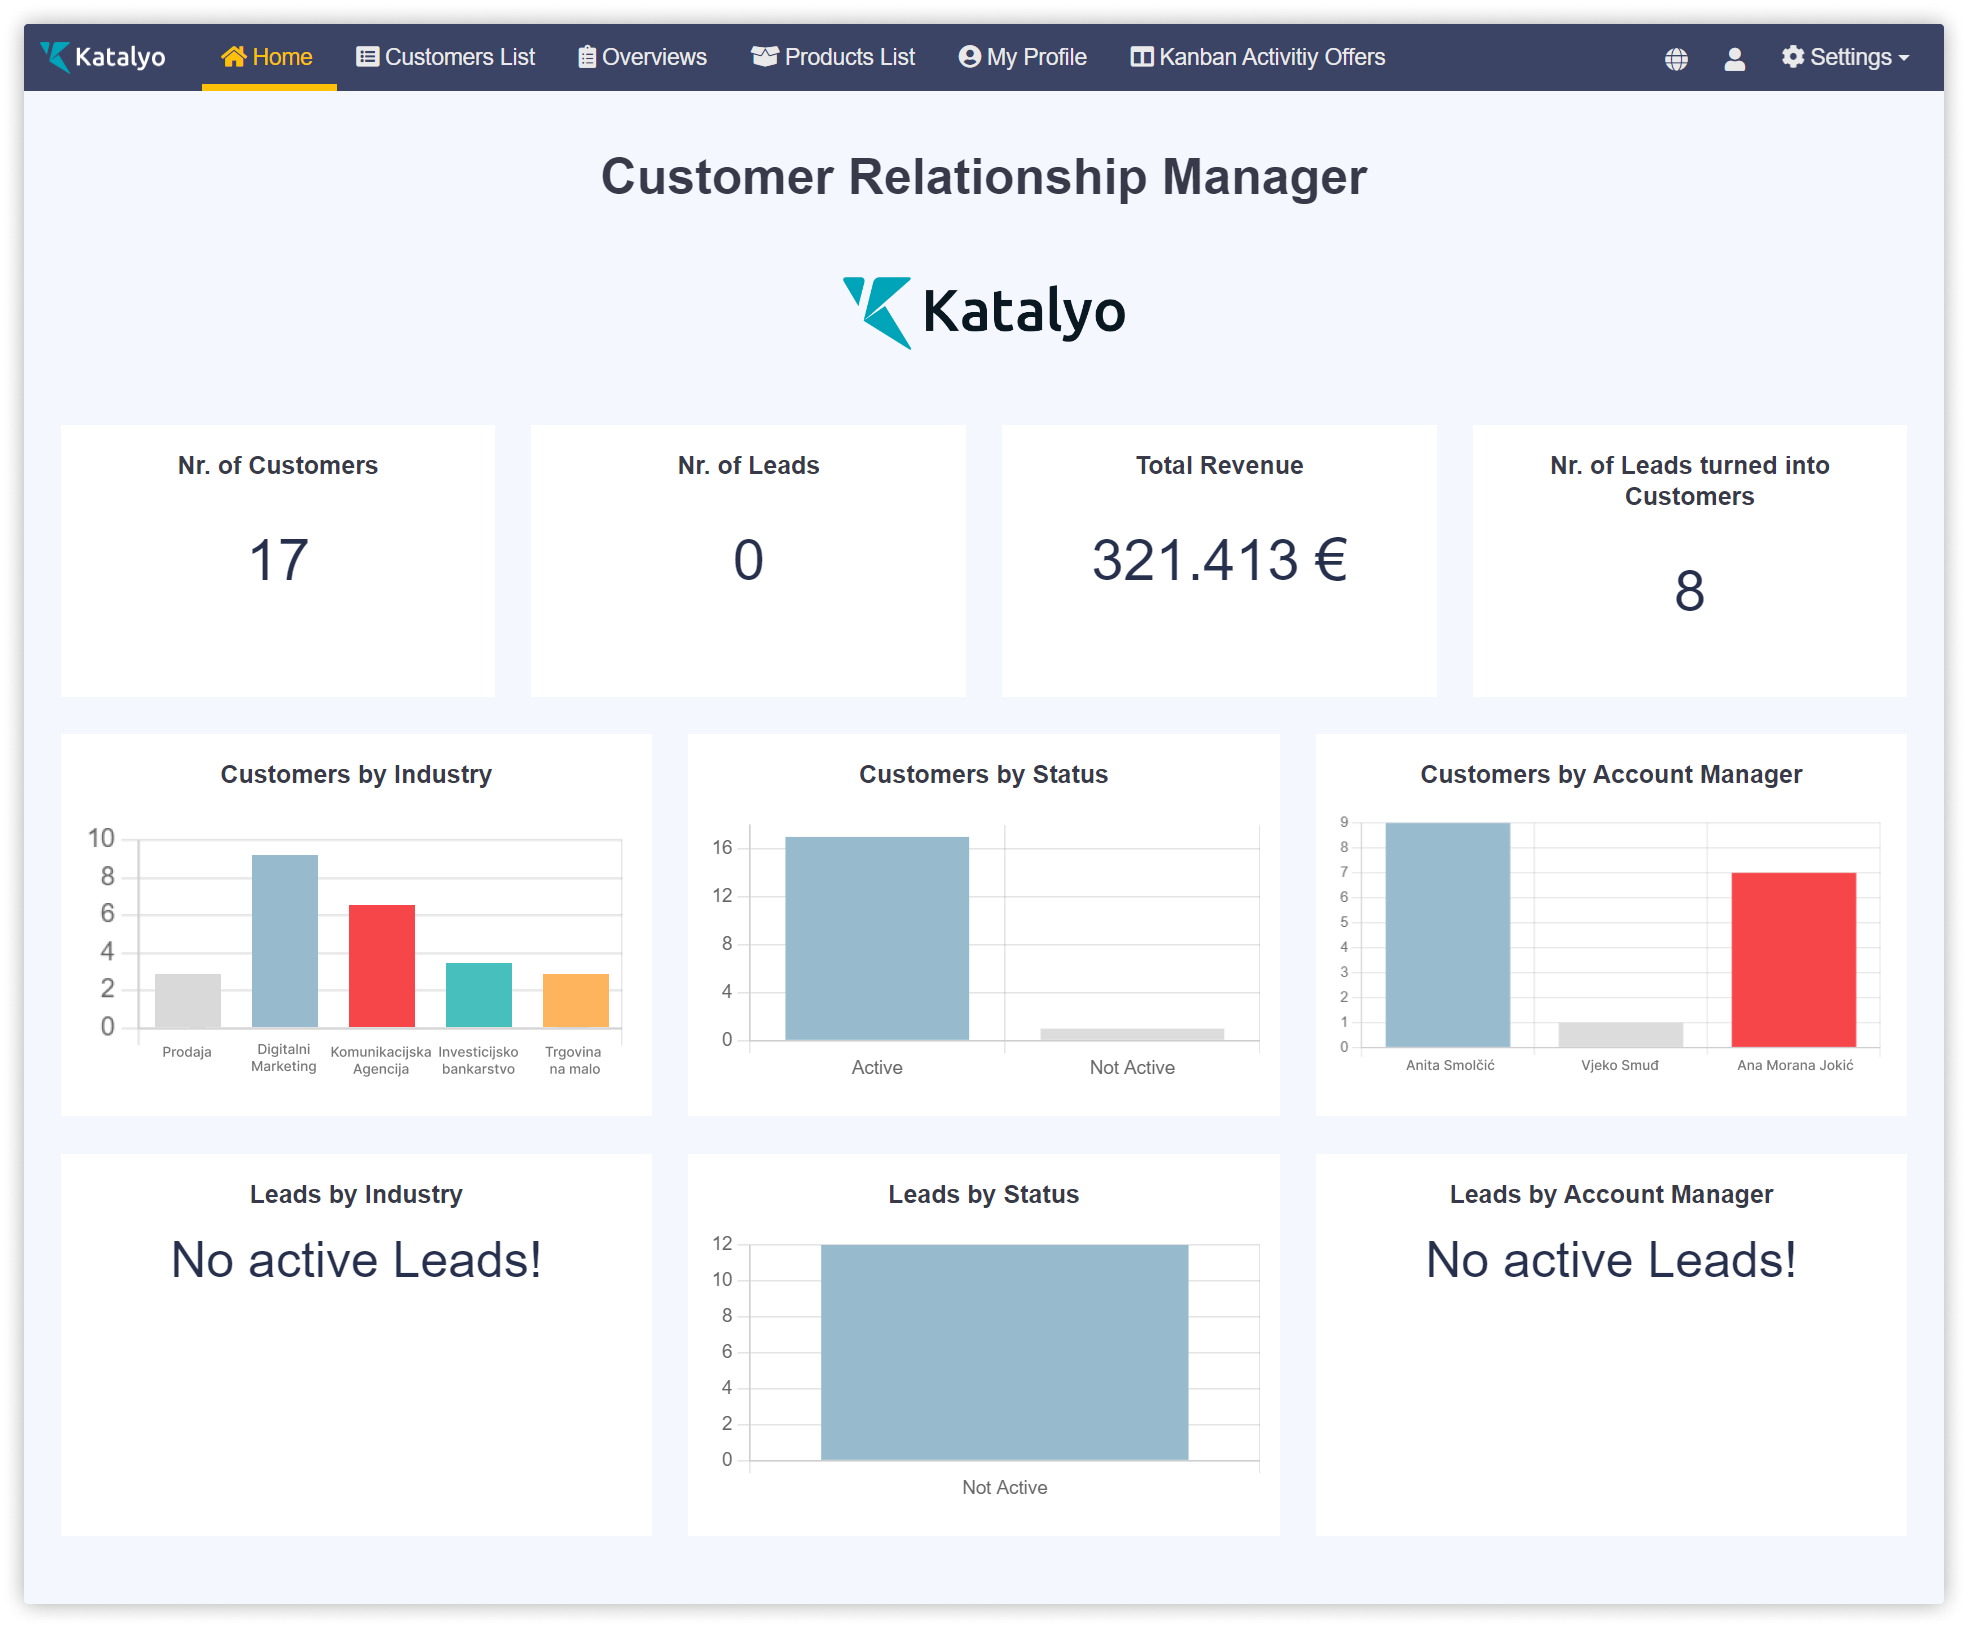 Katalyo
Home
Customers List
Overviews
Products List
My Profile
Kanban Activitiy Offers
Settings
Customer Relationship Manager
Katalyo
Nr. of Customers
17
Nr. of Leads
0
Total Revenue
321.413 €
Nr. of Leads turned into
Customers
8
Customers by Industry
10
8
6
4
2
0
Prodaja
Digitalni
Marketing
Komunikacijska
Agencija
Investicijsko
bankarstvo
Trgovina
na malo
Customers by Status
16
12
8
4
0
Active
Not Active
Customers by Account Manager
9
8
7
6
5
4
3
2
1
0
Anita Smolčić
Vjeko Smuđ
Ana Morana Jokić
Leads by Industry
No active Leads!
Leads by Status
12
10
8
6
4
2
0
Not Active
Leads by Account Manager
No active Leads!